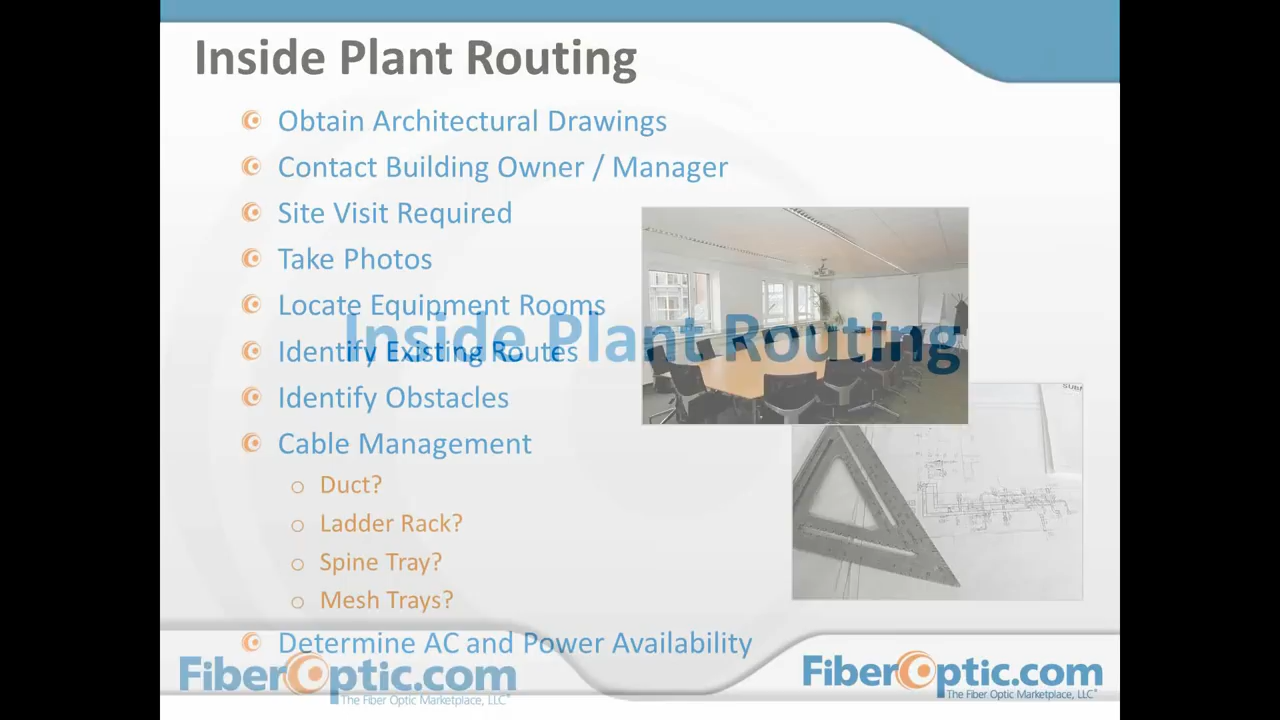 Inside Plant Routing
Obtain Architectural Drawings
Contact Building Owner / Manager
Site Visit Required
Take Photos
Locate Equipment Rooms
Inside Plant Routing
Identify Existing Routes
Identify Obstacles
Cable Management
Duct?
Ladder Rack?
Spine Tray?
Mesh Trays?
Determine AC and Power Availability
FiberOptic.com
The Fiber Optic Marketplace, LLC
FiberOptic.com
The Fiber Optic Marketplace, LLC